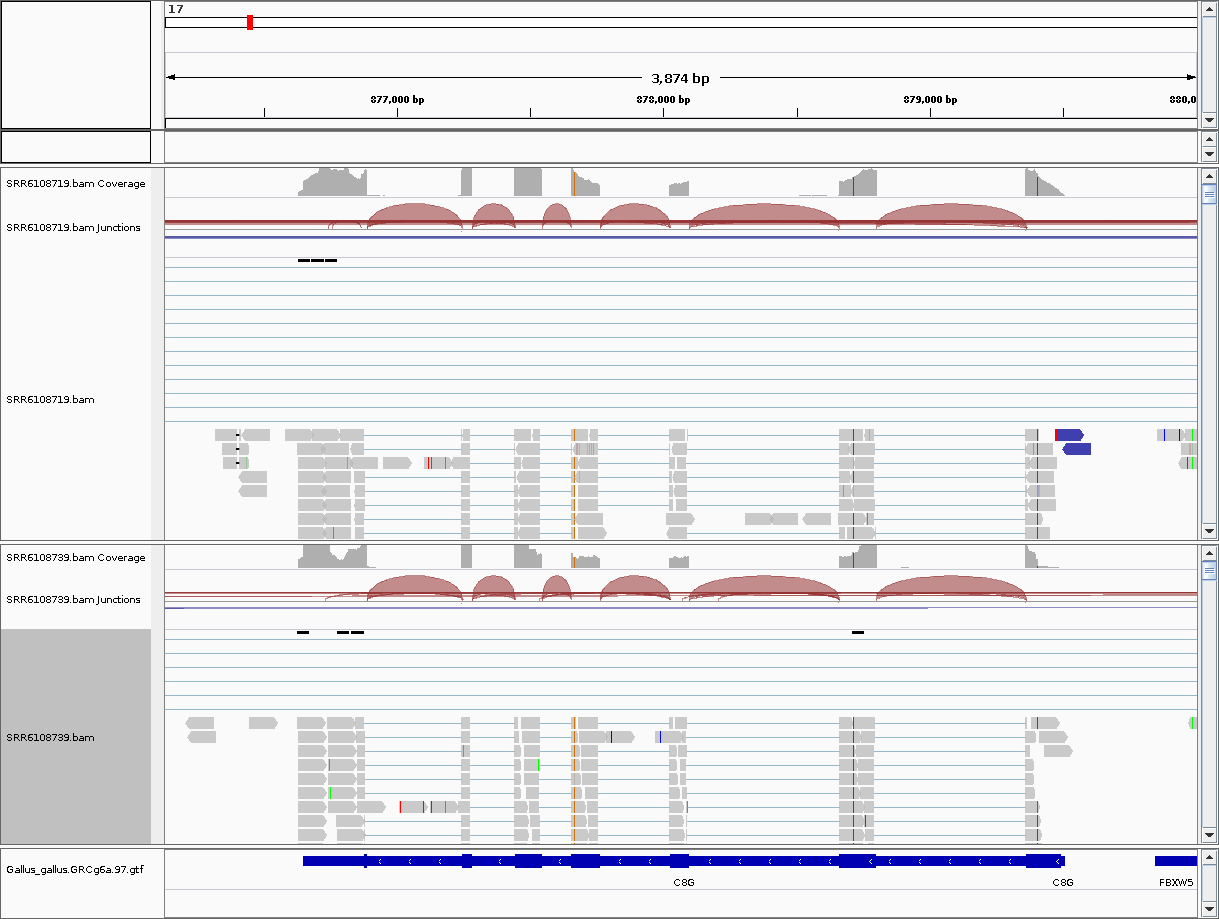 17
3,874 bp
877,000 bp 878,000 bp 879,000 bp 880,0
SRR6108719.bam Coverage
SRR6108719.bam Junctions
SRR6108719.bam
SRR6108739.bam Coverage
SRR6108739.bam Junctions
SRR6108739.bam
Gallus_gallus.GRCg6a.97.gtf
C8G C8G FBXW5